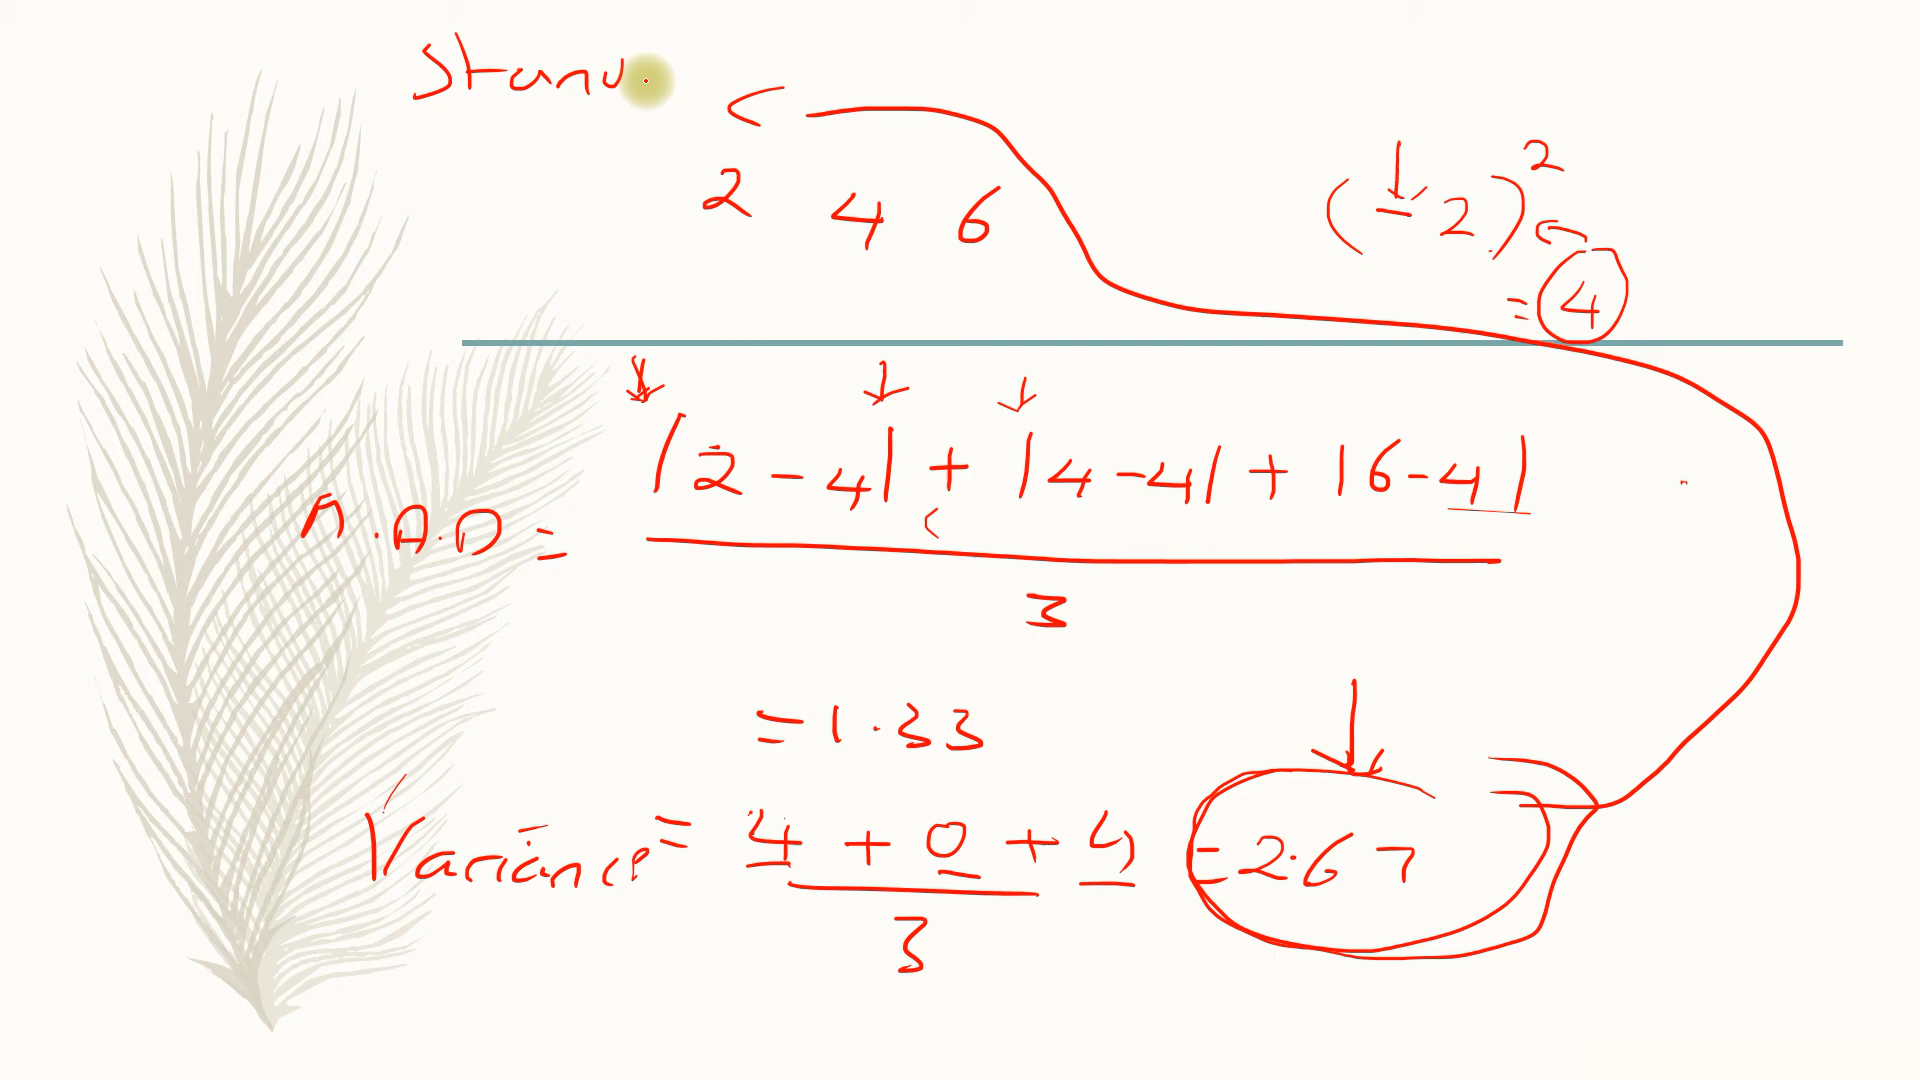 Stand
2 4 6
(-2)²
= 4
M.A.D = |2-4| + |4-4| + |6-4|
3
= 1.33
Variance = 4 + 0 + 4 = 2.67
3